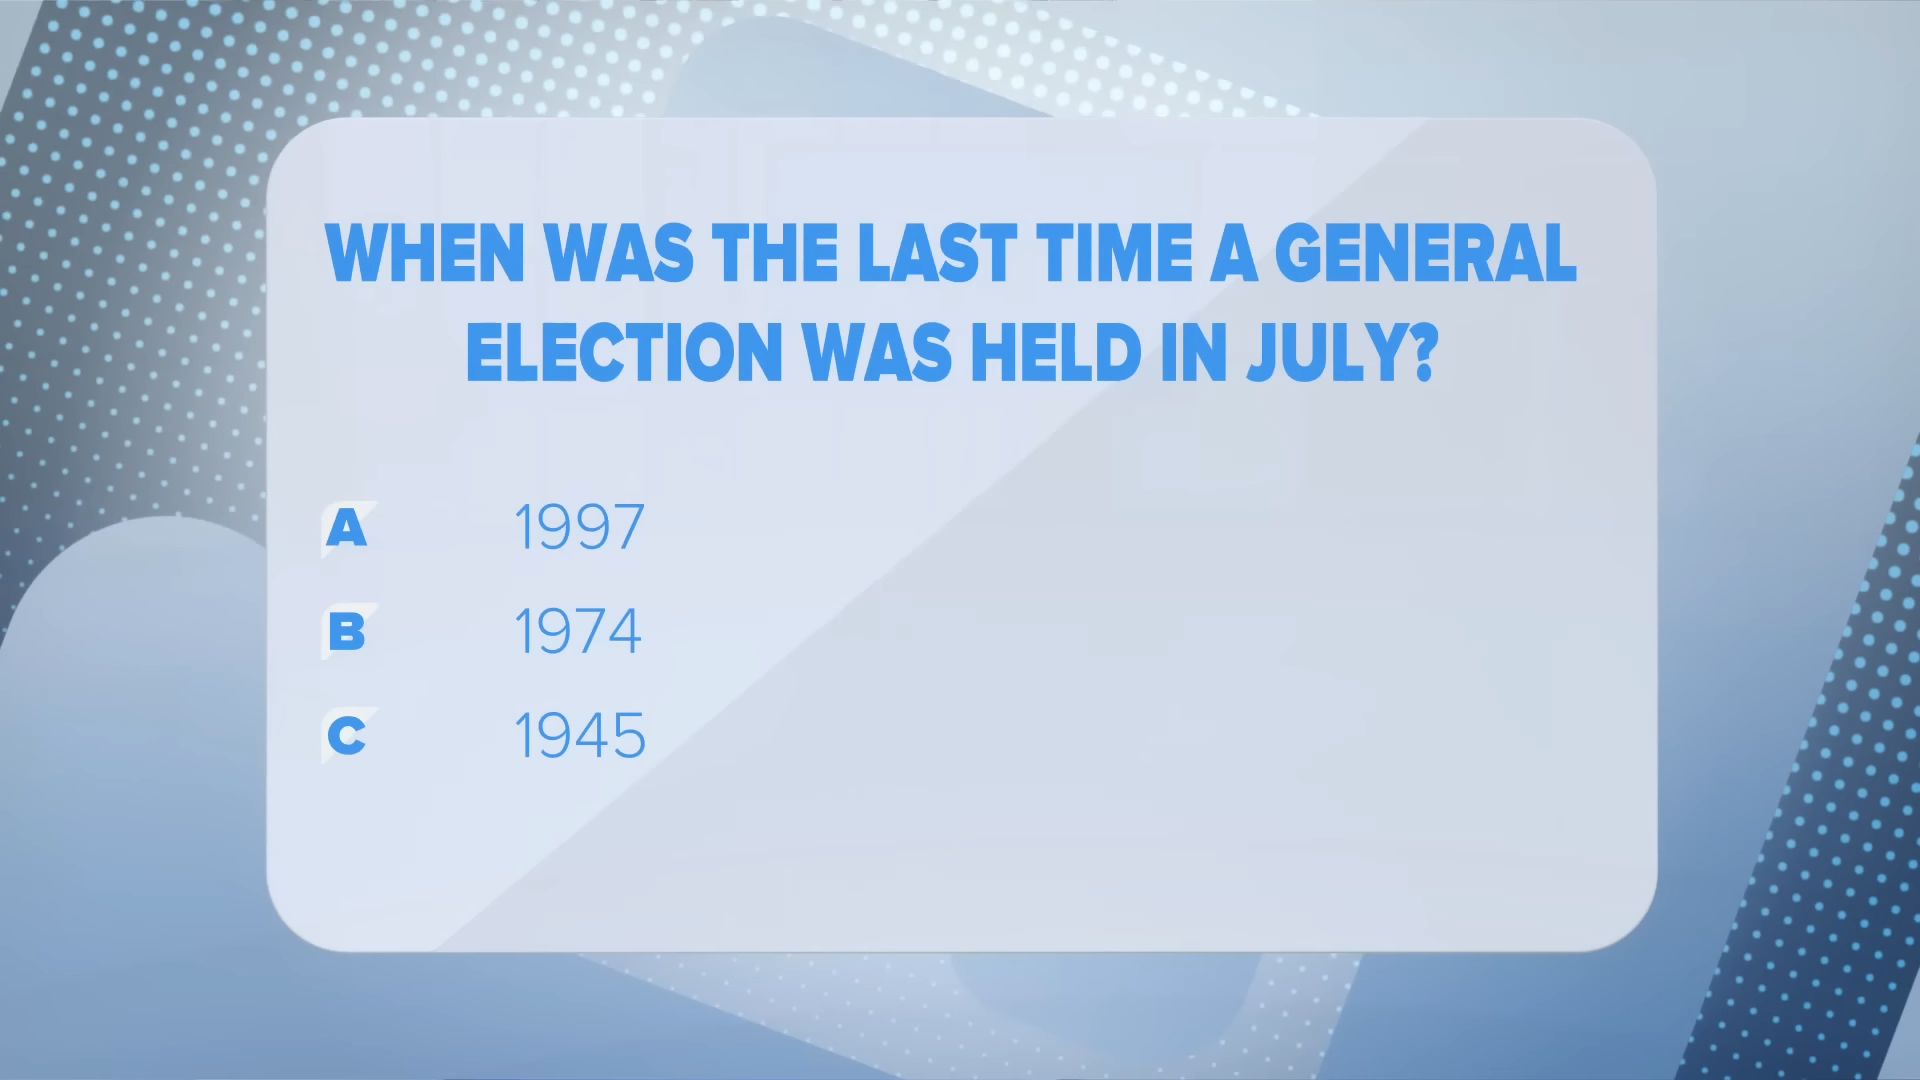 WHEN WAS THE LAST TIME A GENERAL
ELECTION WAS HELD IN JULY?
A 1997
B 1974
C 1945